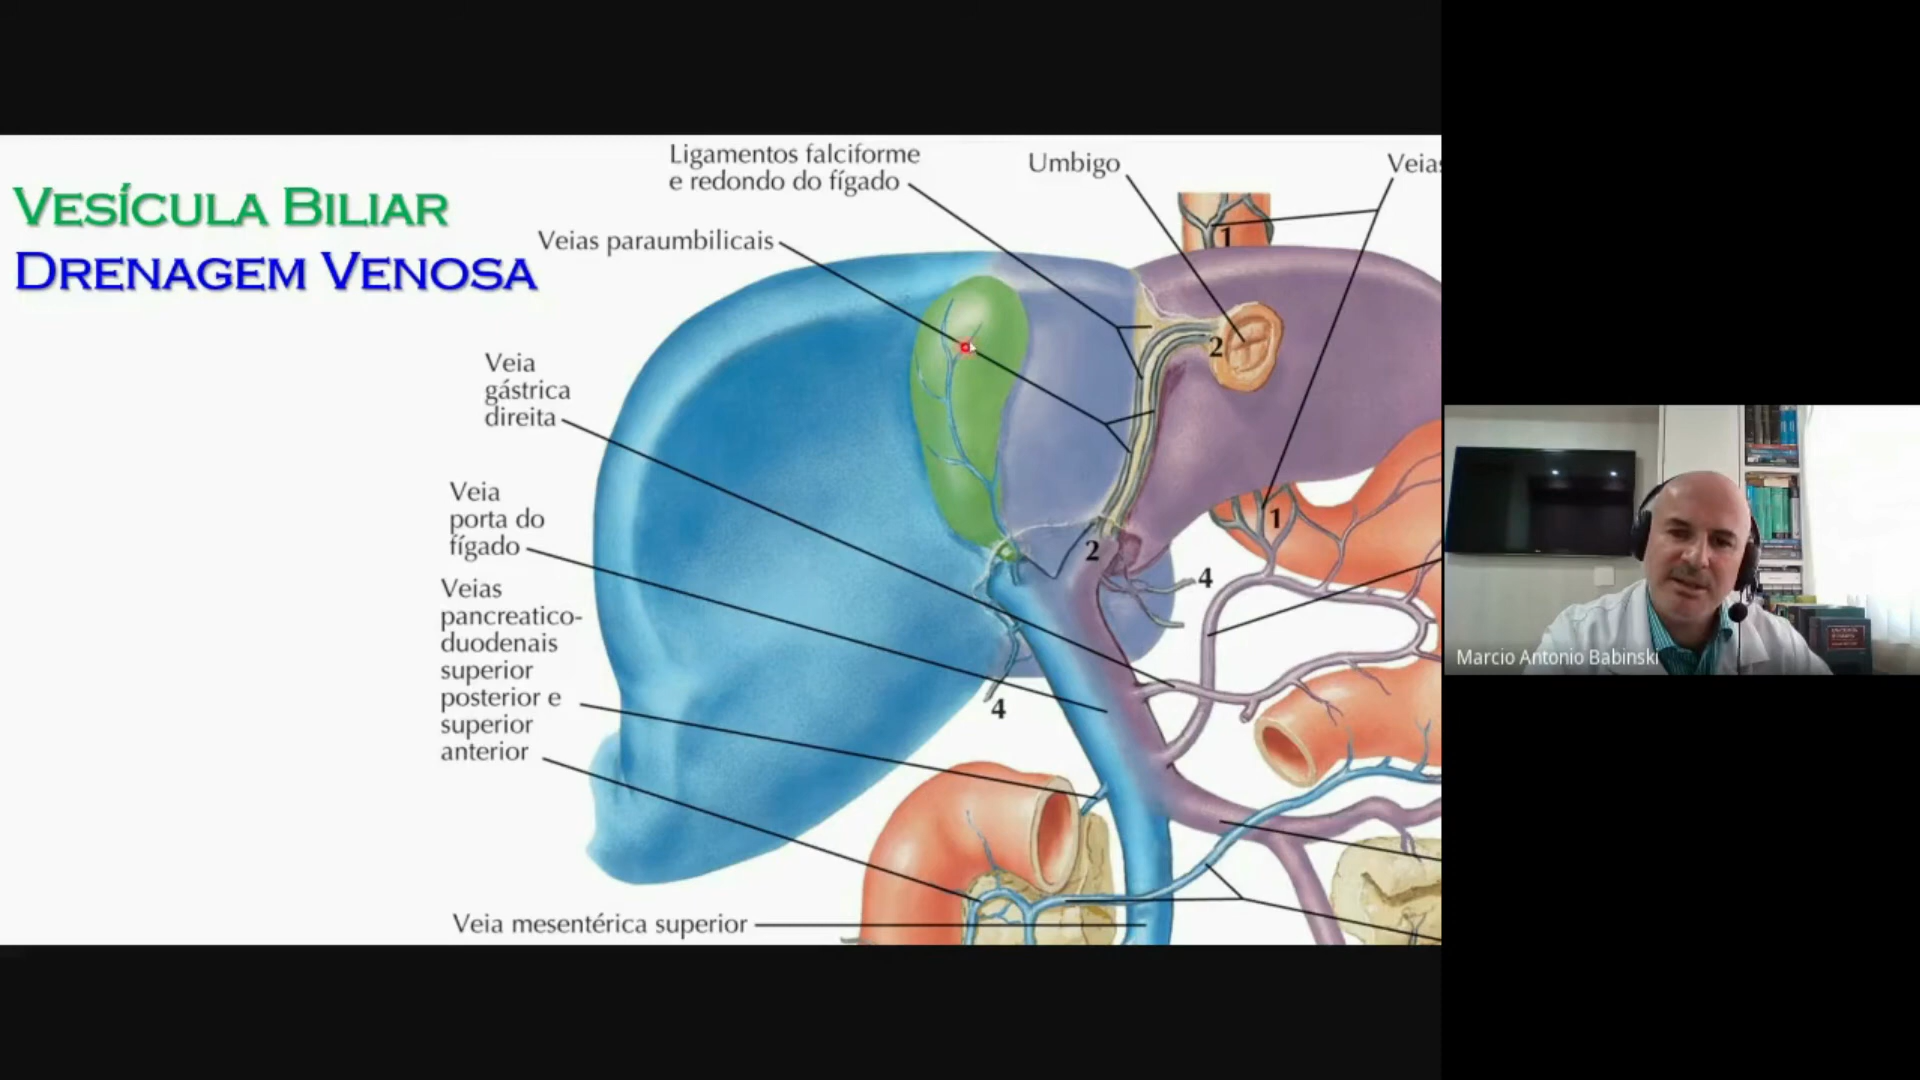 VESÍCULA BILIAR
DRENAGEM VENOSA
Ligamentos falciforme
e redondo do fígado
Umbigo
Veias
Veias paraumbilicais
1
2
Veia
gástrica
direita
Veia
porta do
fígado
1
2
4
Veias
pancreatico-
duodenais
superior
posterior e
superior
anterior
4
Veia mesentérica superior
Marcio Antonio Babinski